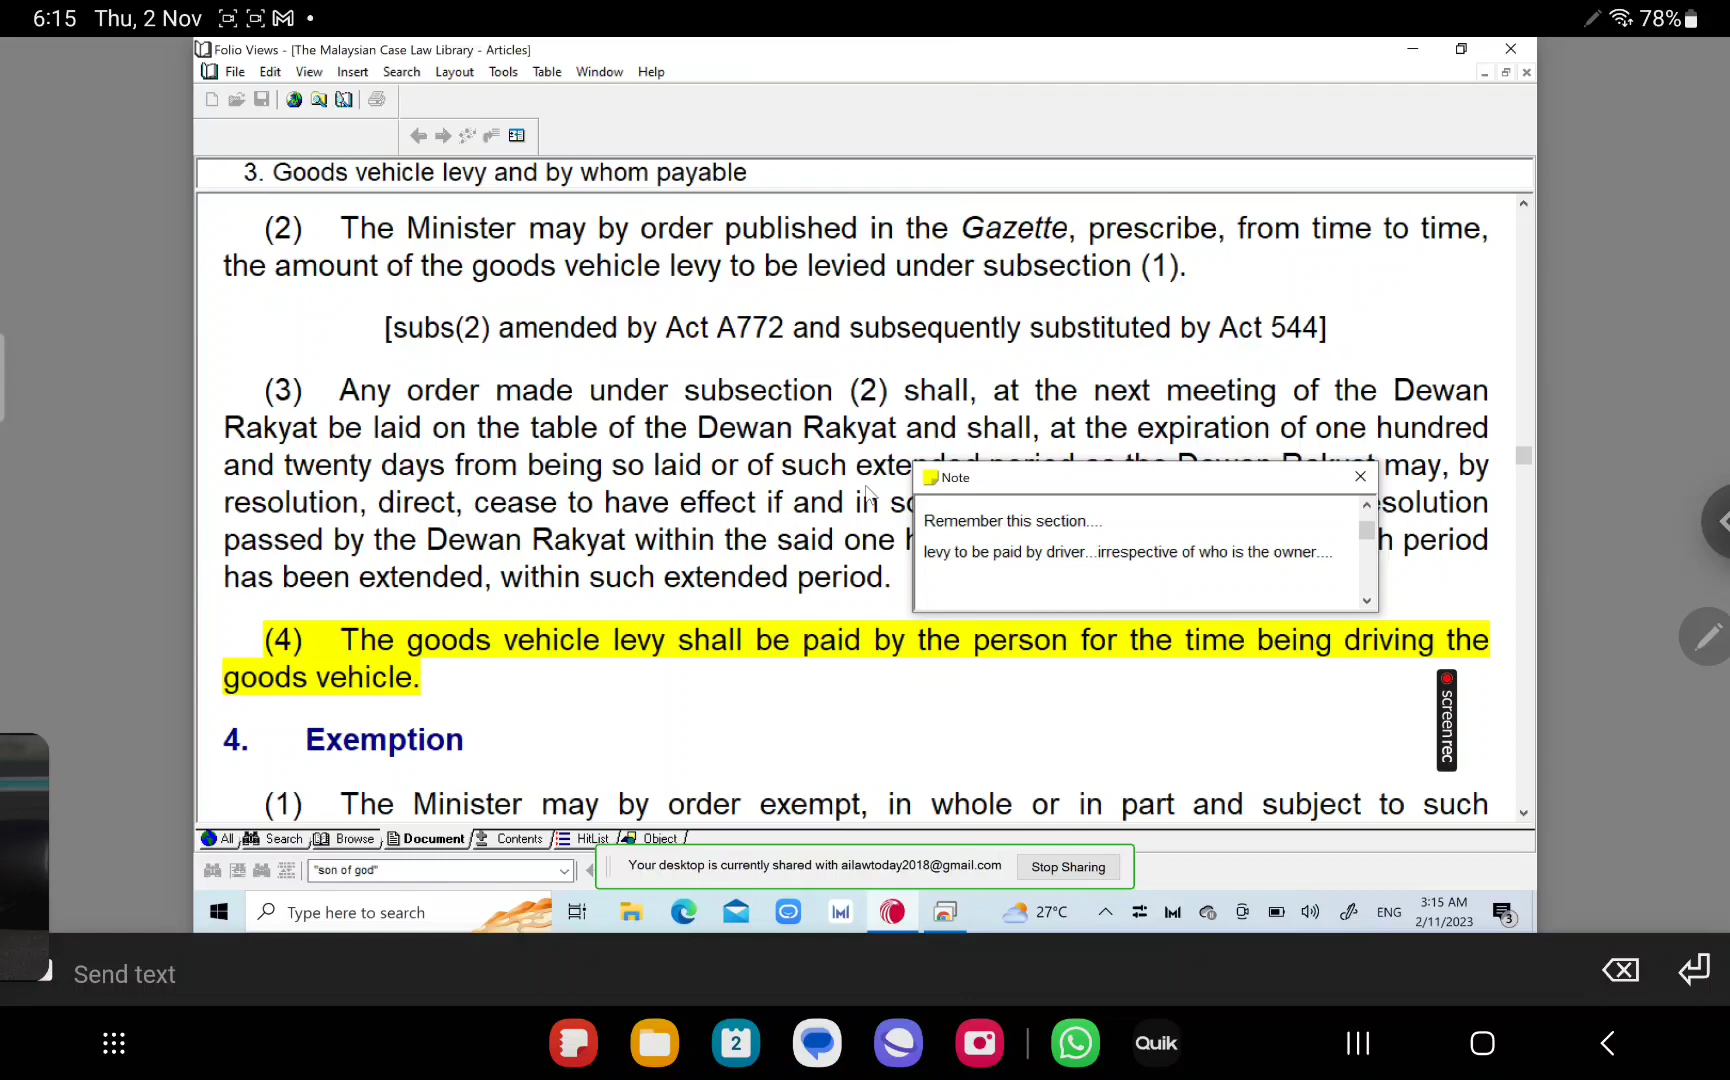 6:15 Thu, 2 Nov
78%
Folio Views - [The Malaysian Case Law Library - Articles]
File Edit View Insert Search Layout Tools Table Window Help
3. Goods vehicle levy and by whom payable
(2) The Minister may by order published in the Gazette, prescribe, from time to time,
the amount of the goods vehicle levy to be levied under subsection (1).
[subs(2) amended by Act A772 and subsequently substituted by Act 544]
(3) Any order made under subsection (2) shall, at the next meeting of the Dewan
Rakyat be laid on the table of the Dewan Rakyat and shall, at the expiration of one hundred
and twenty days from being so laid or of such may, by
resolution, direct, cease to have effect if and in
passed by the Dewan Rakyat within the said one period
has been extended, within such extended period.
Note
Remember this section....
levy to be paid by driver...irrespective of who is the owner....
(4) The goods vehicle levy shall be paid by the person for the time being driving the
goods vehicle.
screenrec
4. Exemption
(1) The Minister may by order exempt, in whole or in part and subject to such
All Search Browse Document Contents HitList Object
"son of god"
Your desktop is currently shared with ailawtoday2018@gmail.com Stop Sharing
Type here to search
27°C
ENG
3:15 AM
2/11/2023
3
Send text
2
Quik